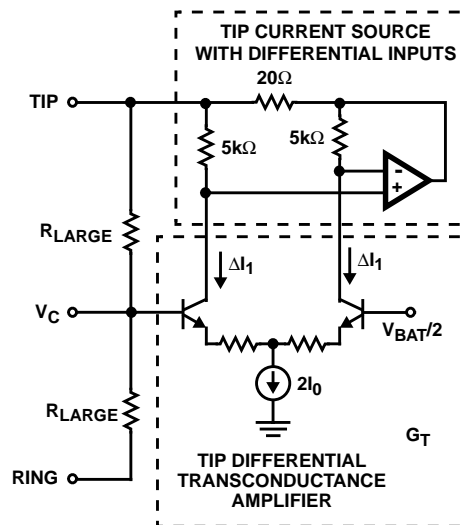 TIP CURRENT SOURCE
WITH DIFFERENTIAL INPUTS
20Ω
TIP
5kΩ
5kΩ
-
+
RLARGE
ΔI1
ΔI1
VC
VBAT/2
2I0
RLARGE
GT
RING
TIP DIFFERENTIAL
TRANSCONDUCTANCE
AMPLIFIER